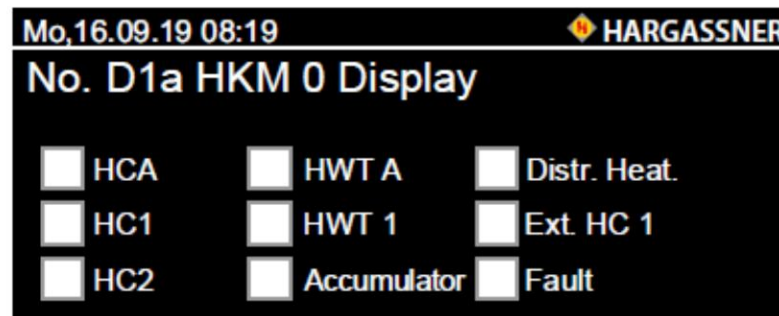 Mo,16.09.19 08:19 HARGASSNER
No. D1a HKM 0 Display
HCA HWT A Distr. Heat.
HC1 HWT 1 Ext. HC 1
HC2 Accumulator Fault